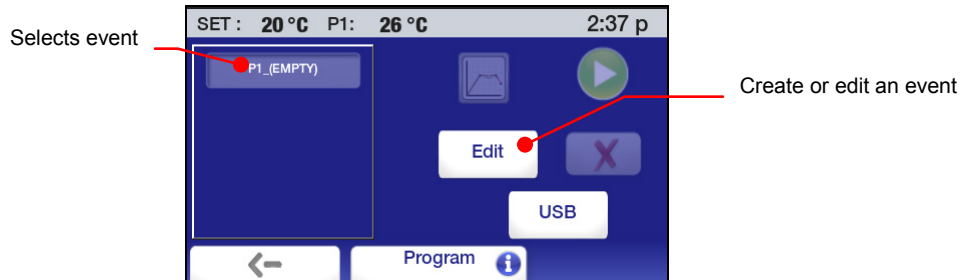 SET : 20 °C P1: 26 °C 2:37 p
Selects event
P1_(EMPTY)
Create or edit an event
Edit
X
USB
Program i